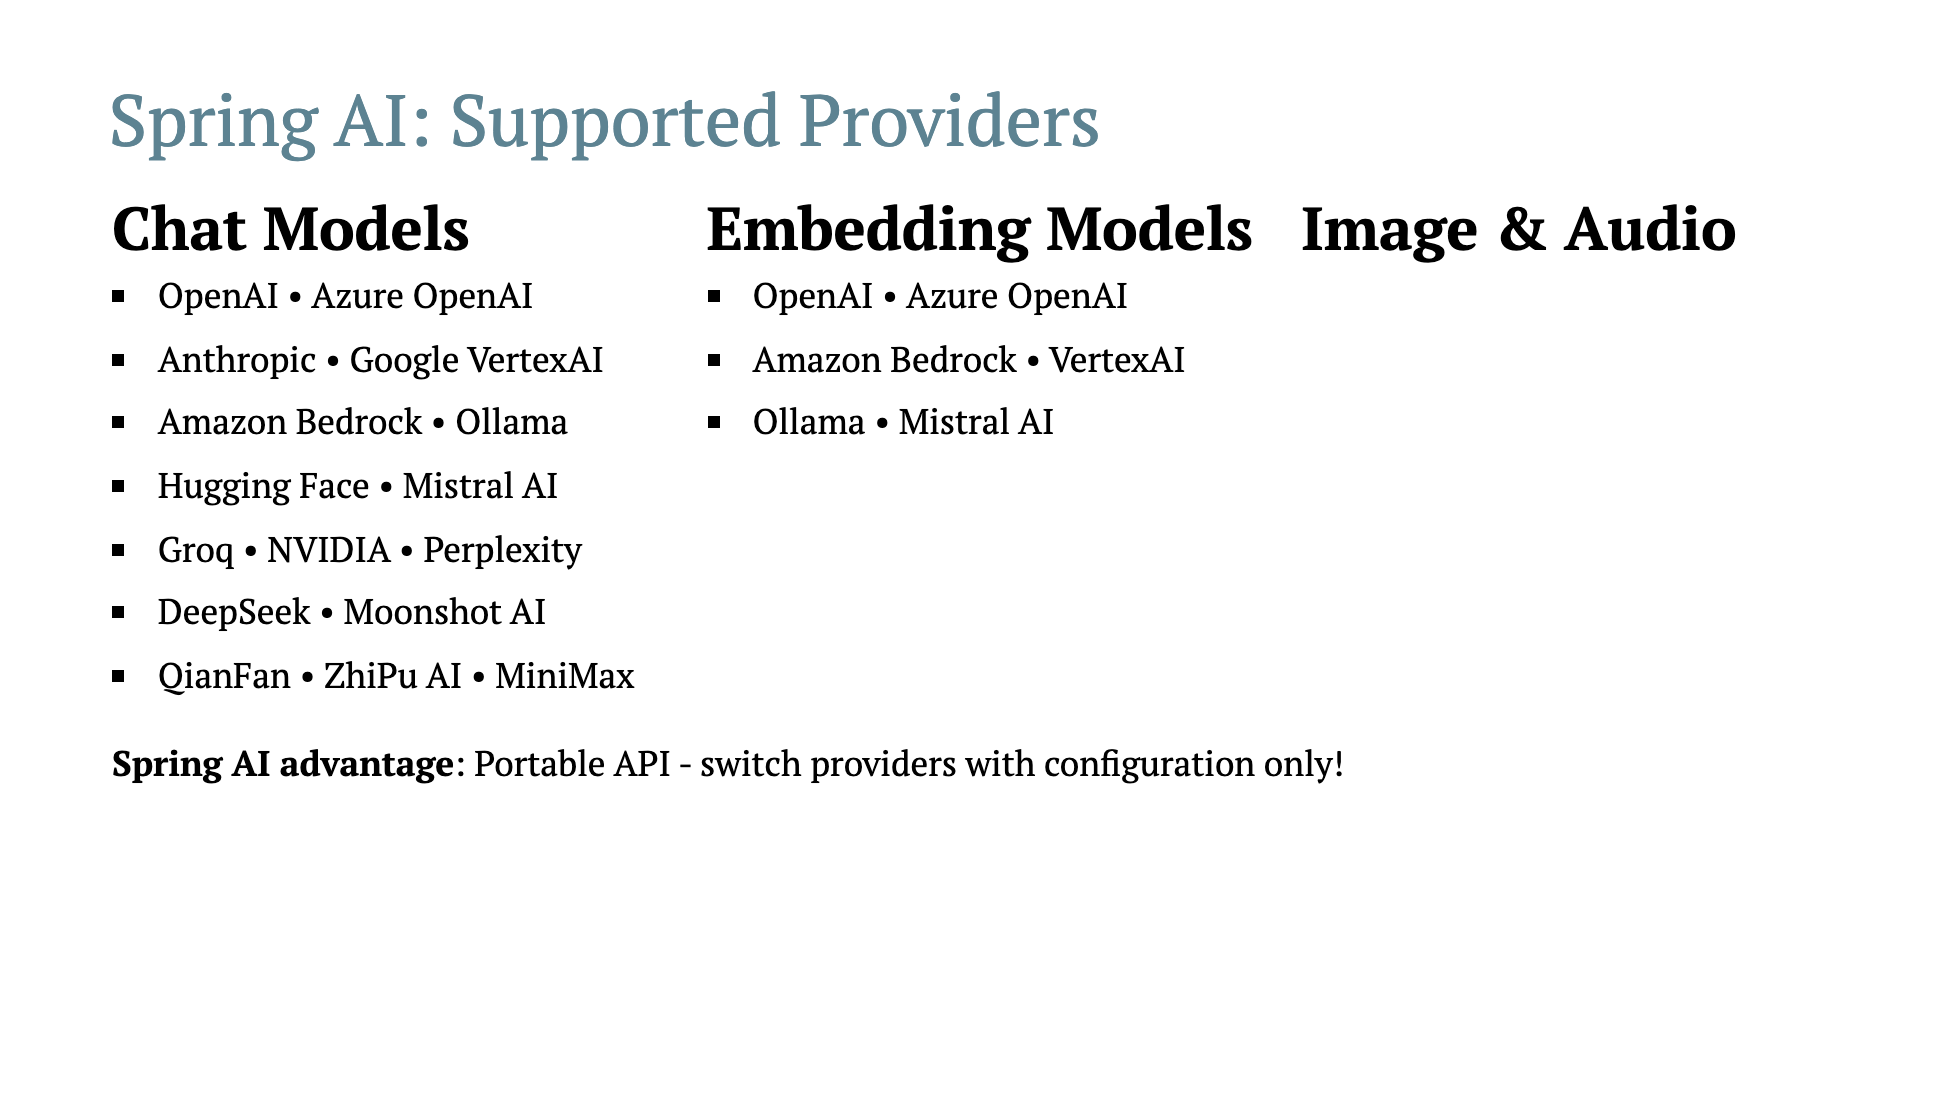 Spring AI: Supported Providers
Chat Models
▪ OpenAI • Azure OpenAI
▪ Anthropic • Google VertexAI
▪ Amazon Bedrock • Ollama
▪ Hugging Face • Mistral AI
▪ Groq • NVIDIA • Perplexity
▪ DeepSeek • Moonshot AI
▪ QianFan • ZhiPu AI • MiniMax
Embedding Models
▪ OpenAI • Azure OpenAI
▪ Amazon Bedrock • VertexAI
▪ Ollama • Mistral AI
Image & Audio
Spring AI advantage: Portable API - switch providers with configuration only!